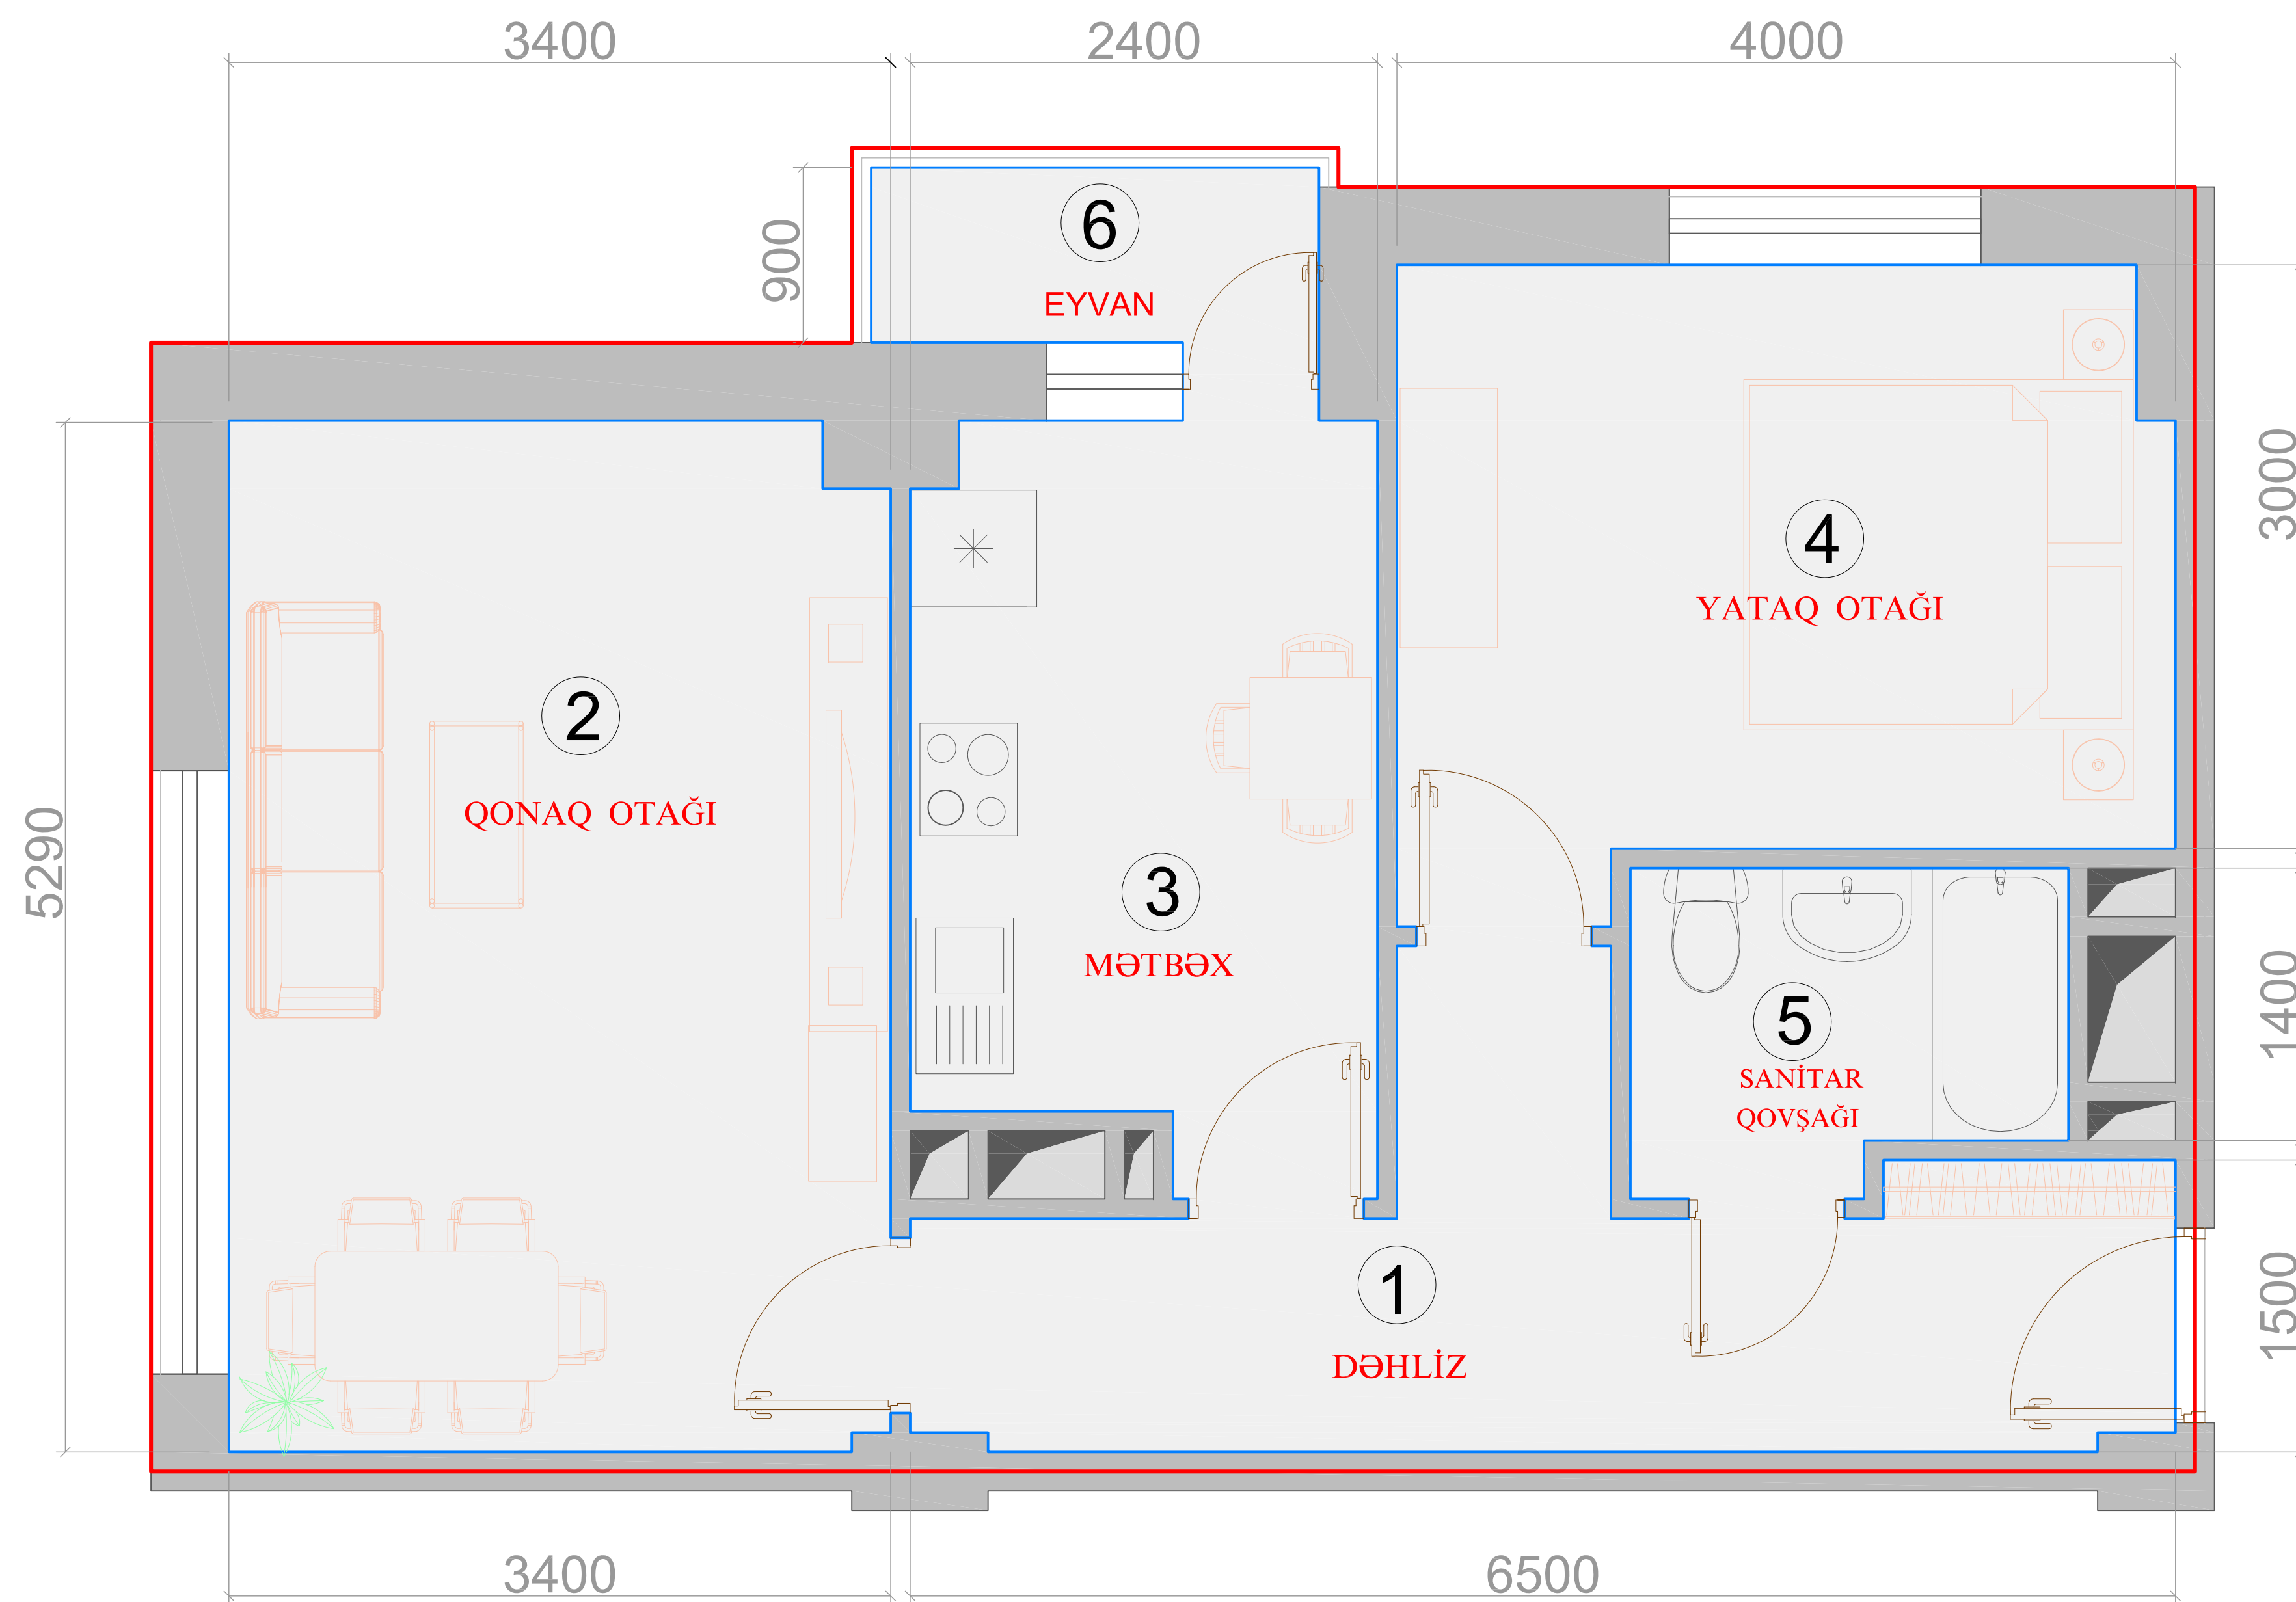 3400
2400
4000
900
6
EYVAN
5290
3000
4
YATAQ OTAĞI
2
QONAQ OTAĞI
3
MƏTBƏX
1400
5
SANİTAR
QOVŞAĞI
1500
1
DƏHLİZ
3400
6500